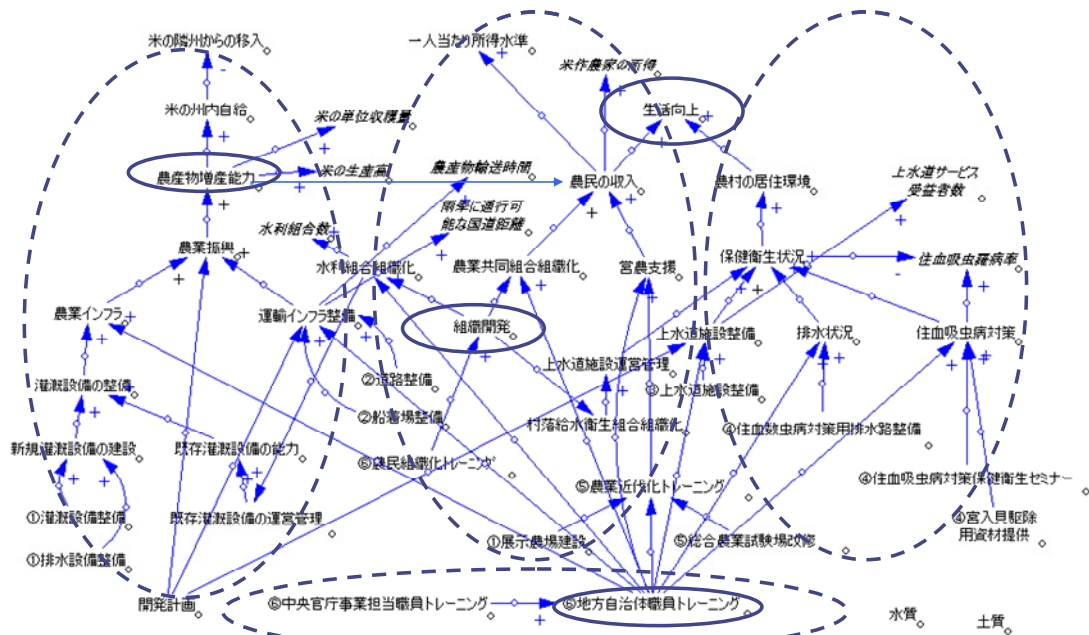 米の隣州からの移入
一人当たり所得水準
米作農家の所得
米の州内自給
米の単位収穫量
生活向上
農産物増産能力
米の生産高
農産物輸送時間
農民の収入
農村の居住環境
上水道サービス
受益者数
雨季に通行可
能な国道距離
水利組合数
農業振興
水利組合組織化
農業共同組合組織化
営農支援
保健衛生状況
住血吸虫羅病率
農業インフラ
運輸インフラ整備
組織開発
上水道施設整備
排水状況
住血吸虫病対策
上水道施設運営管理
灌漑設備の整備
②道路整備
③上水道施設整備
②船着場整備
村落給水衛生組合組織化
④住血吸虫病対策用排水路整備
新規灌漑設備の建設
既存灌漑設備の能力
⑥農民組織化トレーニング
⑤農業近代化トレーニング
④住血吸虫病対策保健衛生セミナー
①灌漑設備整備
既存灌漑設備の運営管理
④宮入貝駆除
用資材提供
①展示農場建設
⑤総合農業試験場改修
①排水設備整備
開発計画
⑥中央官庁事業担当職員トレーニング
⑥地方自治体職員トレーニング
水質
土質